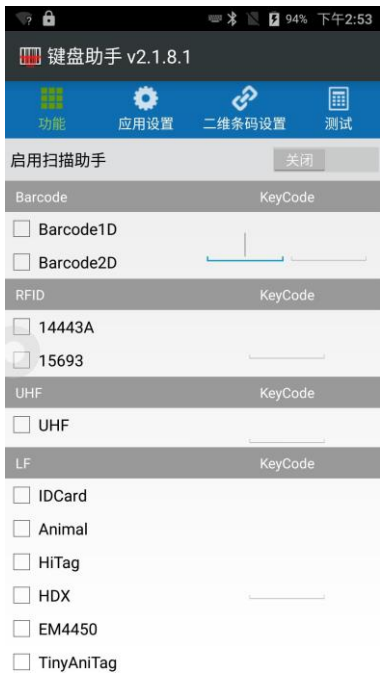 94% 下午2:53
键盘助手 v2.1.8.1
功能 应用设置 二维条码设置 测试
启用扫描助手 关闭
Barcode KeyCode
Barcode1D
Barcode2D
RFID KeyCode
14443A
15693
UHF KeyCode
UHF
LF KeyCode
IDCard
Animal
HiTag
HDX
EM4450
TinyAniTag